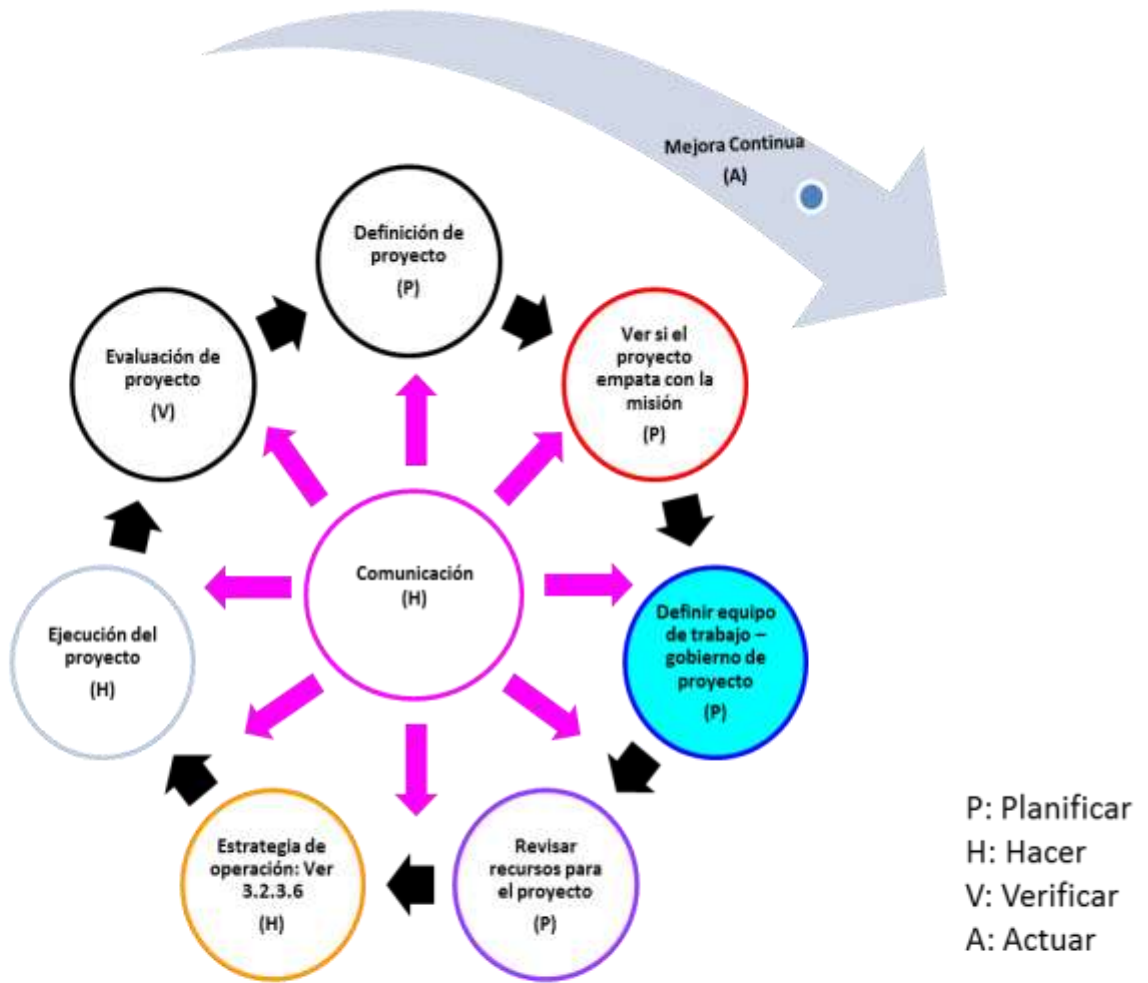 Mejora Continua
(A)
Definición de
proyecto
(P)
Ver si el
proyecto
empata con la
misión
(P)
Definir equipo
de trabajo –
gobierno de
proyecto
(P)
Revisar
recursos para
el proyecto
(P)
Estrategia de
operación: Ver
3.2.3.6
(H)
Ejecución del
proyecto
(H)
Evaluación de
proyecto
(V)
Comunicación
(H)
P: Planificar
H: Hacer
V: Verificar
A: Actuar